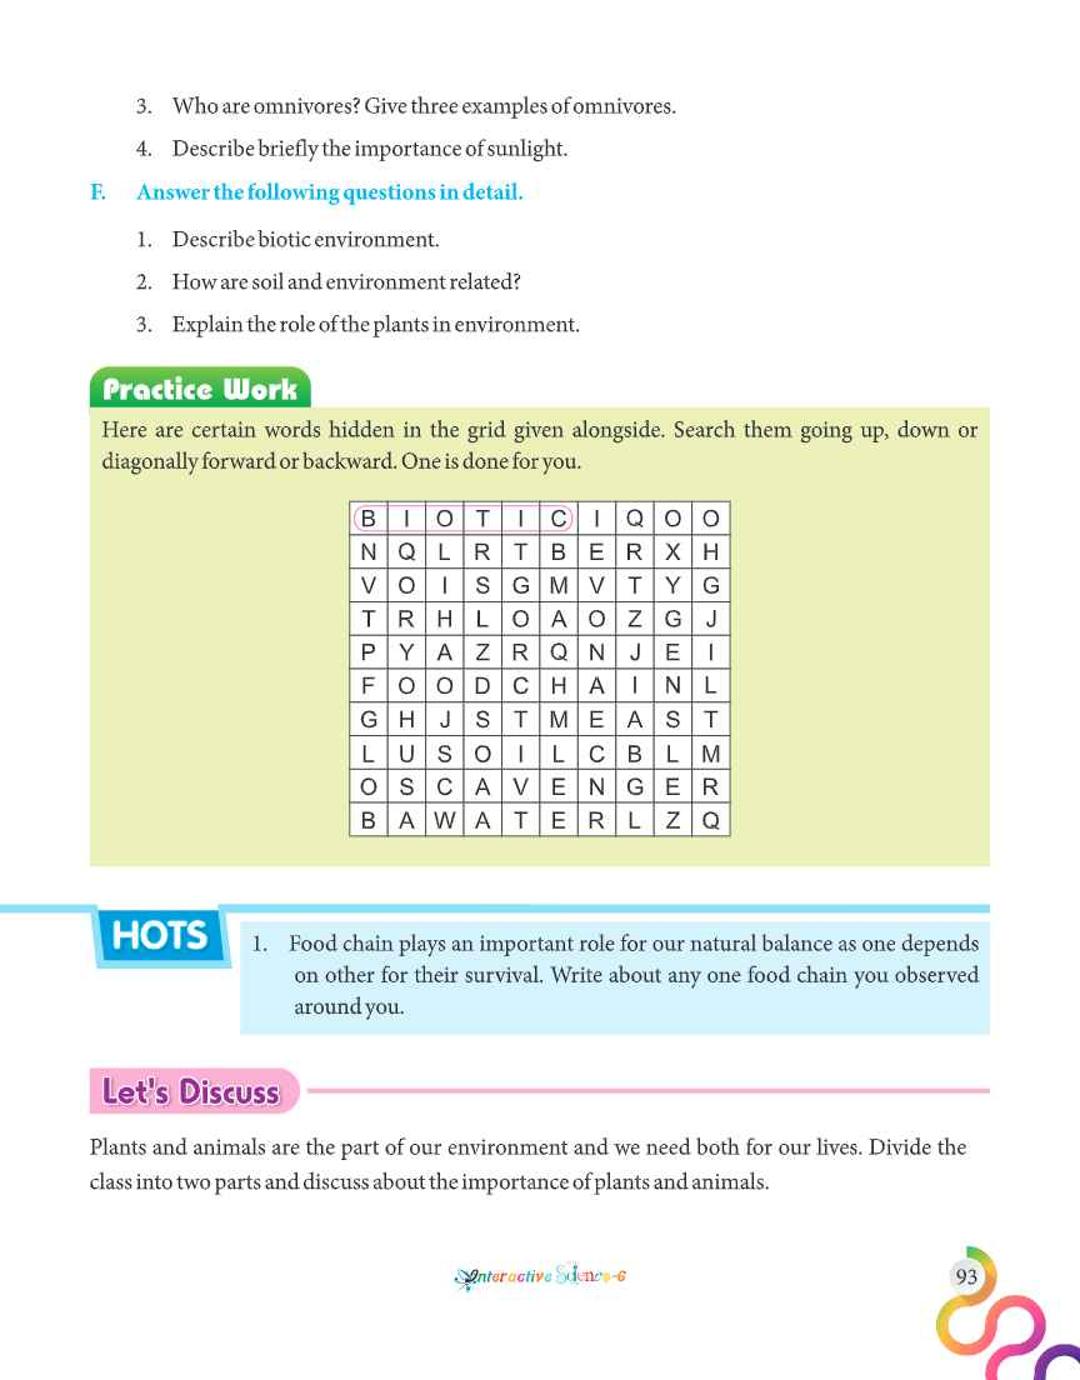 3. Who are omnivores? Give three examples of omnivores.
4. Describe briefly the importance of sunlight.
F. Answer the following questions in detail.
1. Describe biotic environment.
2. How are soil and environment related?
3. Explain the role of the plants in environment.
Practice Work
Here are certain words hidden in the grid given alongside. Search them going up, down or
diagonally forward or backward. One is done for you.
B I O T I C I Q O O
N Q L R T B E R X H
V O I S G M V T Y G
T R H L O A O Z G J
P Y A Z R Q N J E I
F O O D C H A I N L
G H J S T M E A S T
L U S O I L C B L M
O S C A V E N G E R
B A W A T E R L Z Q
HOTS
1. Food chain plays an important role for our natural balance as one depends
on other for their survival. Write about any one food chain you observed
around you.
Let's Discuss
Plants and animals are the part of our environment and we need both for our lives. Divide the
class into two parts and discuss about the importance of plants and animals.
Interactive Science-6
93